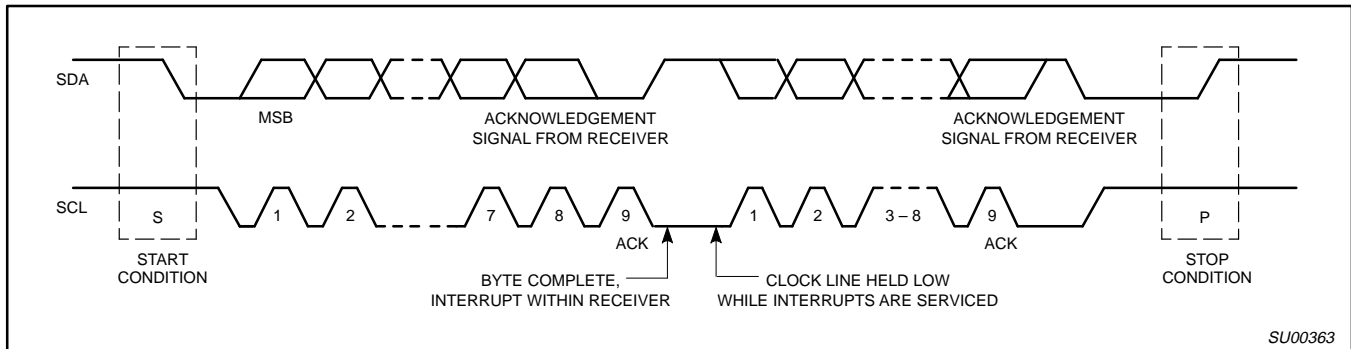 SDA
MSB
ACKNOWLEDGEMENT
SIGNAL FROM RECEIVER
ACKNOWLEDGEMENT
SIGNAL FROM RECEIVER
SCL
S
1
2
7
8
9
1
2
3 – 8
9
P
ACK
ACK
START
CONDITION
BYTE COMPLETE,
INTERRUPT WITHIN RECEIVER
CLOCK LINE HELD LOW
WHILE INTERRUPTS ARE SERVICED
STOP
CONDITION
SU00363